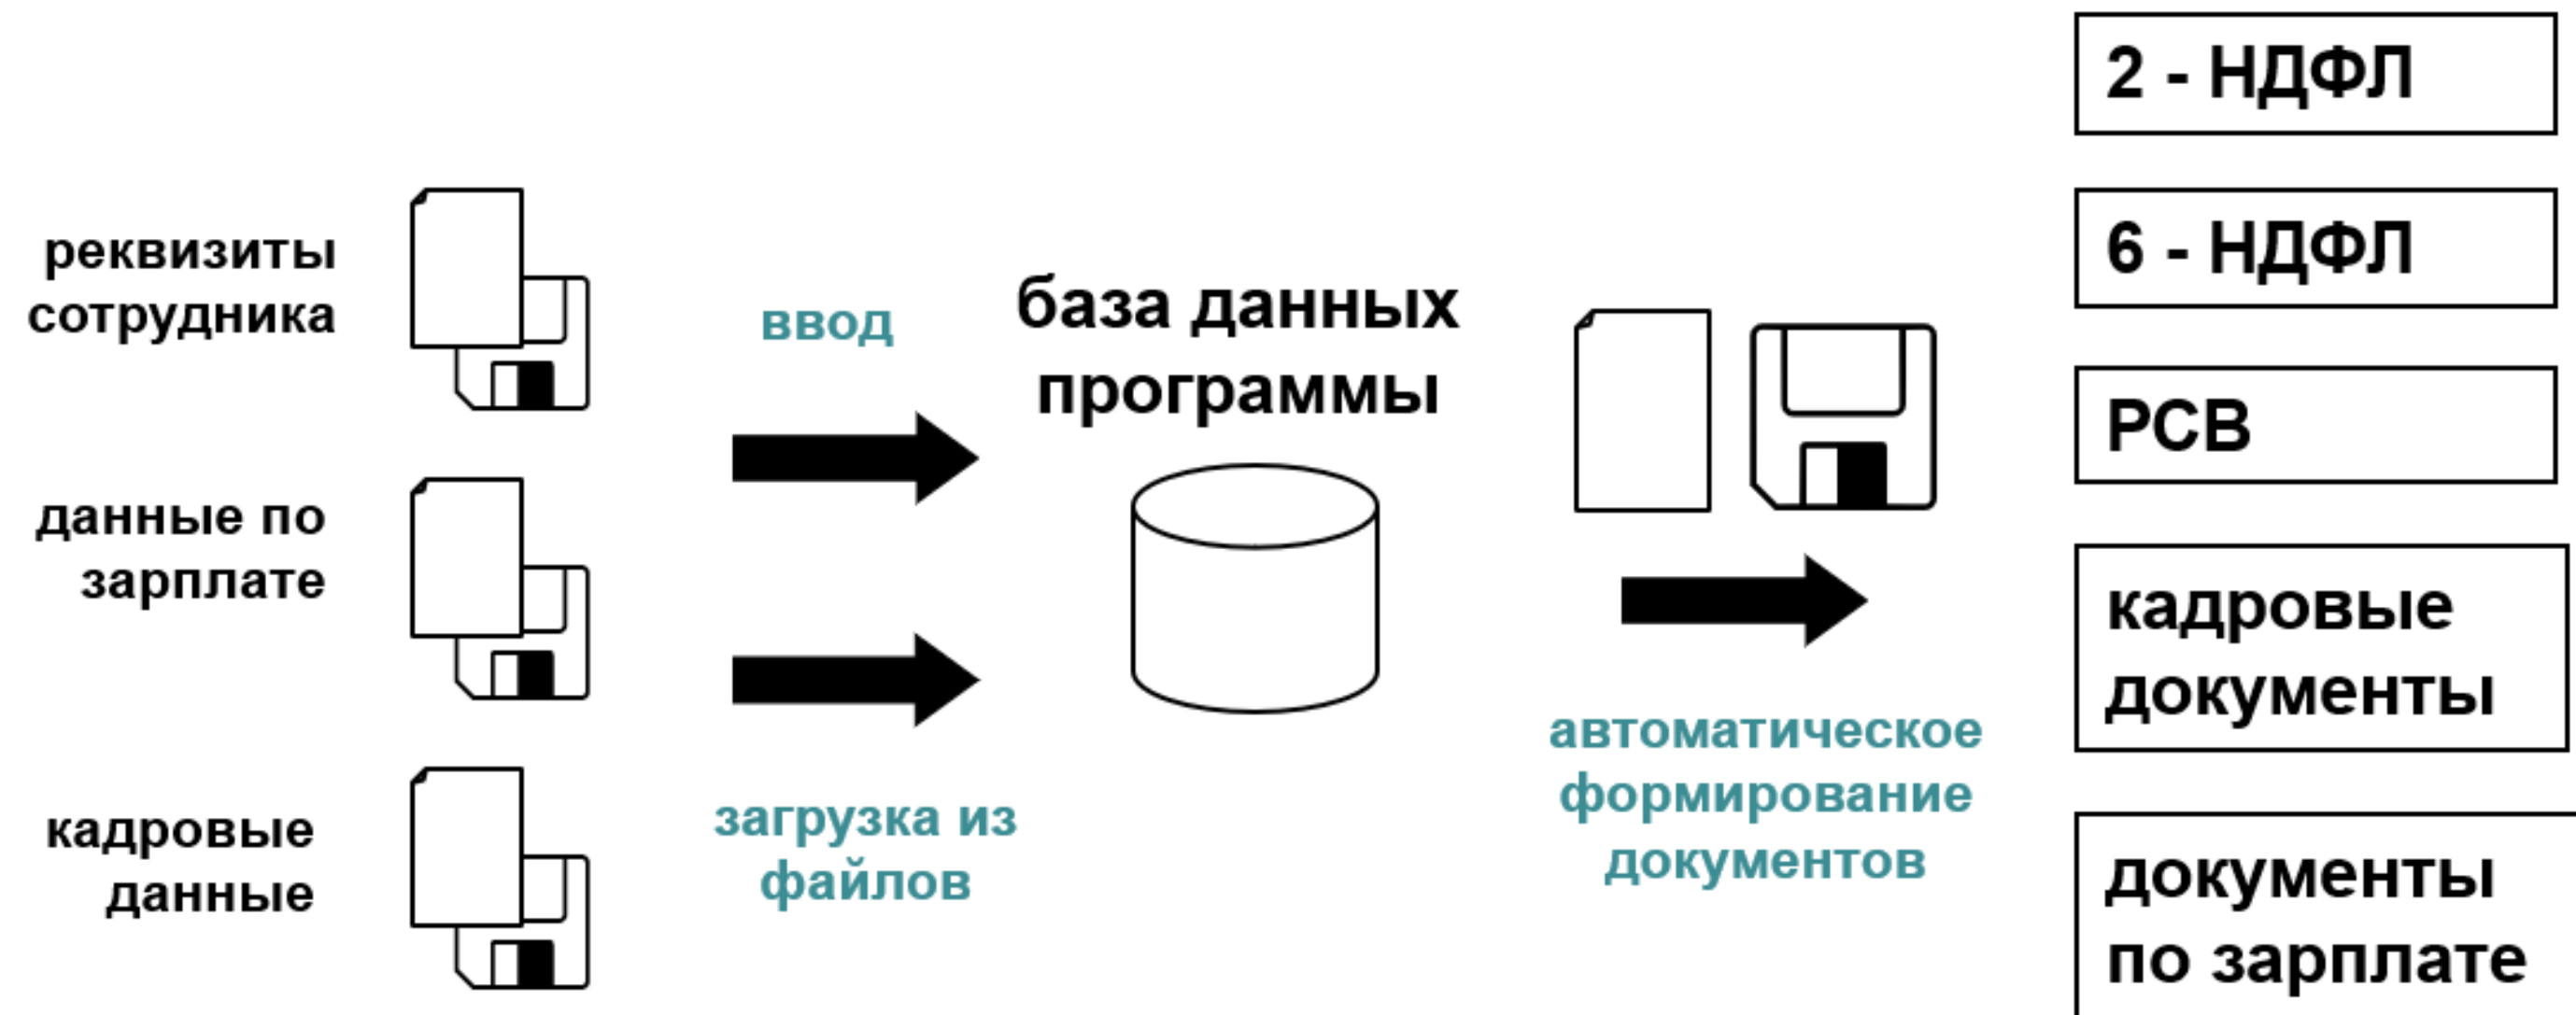 реквизиты
сотрудника
данные по
зарплате
кадровые
данные
ввод
загрузка из
файлов
база данных
программы
автоматическое
формирование
документов
2 - НДФЛ
6 - НДФЛ
РСВ
кадровые
документы
документы
по зарплате